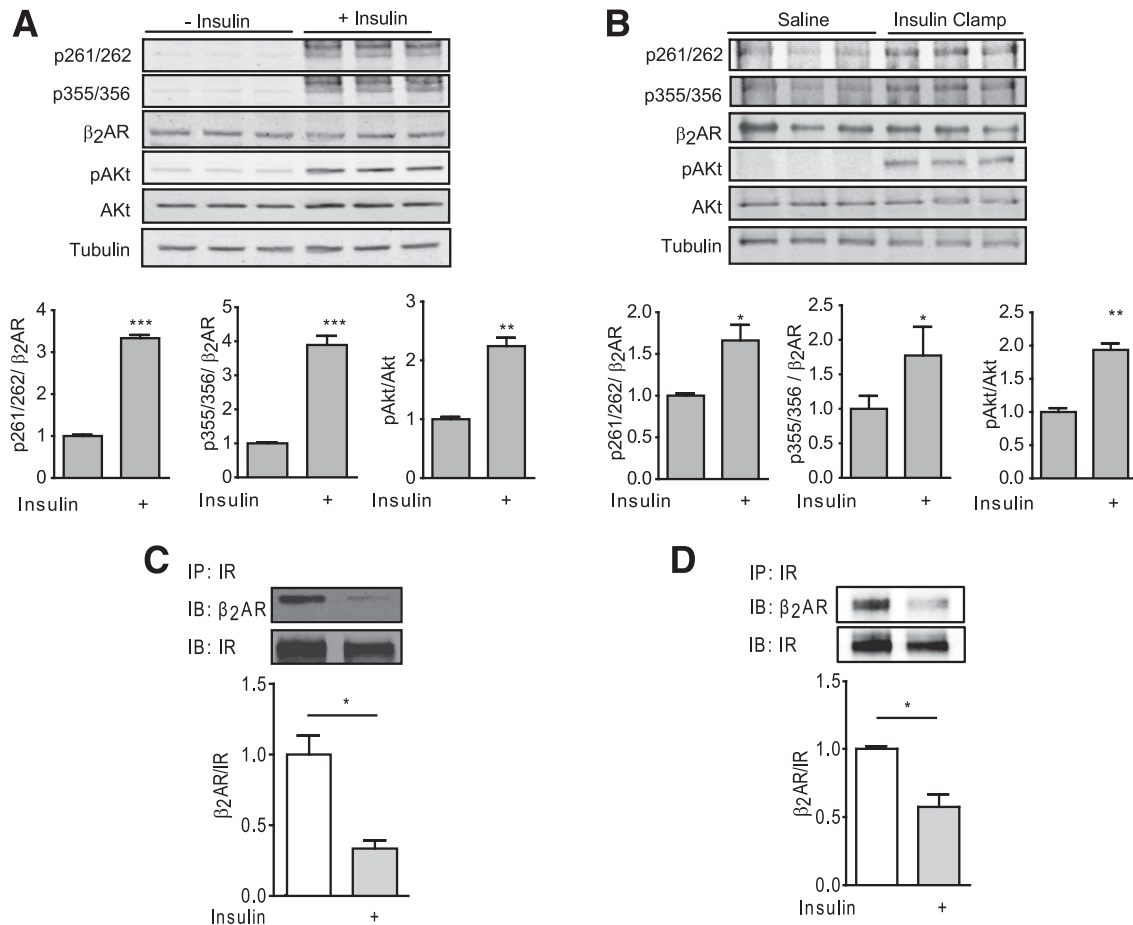 A
- Insulin + Insulin
p261/262
p355/356
β2AR
pAKt
AKt
Tubulin
p261/262/ β2AR
4
3
2
1
0
***
Insulin +
p355/356/ β2AR
5
4
3
2
1
0
***
Insulin +
pAkt/Akt
3
2
1
0
**
Insulin +
B
Saline Insulin Clamp
p261/262
p355/356
β2AR
pAKt
AKt
Tubulin
p261/262/ β2AR
2.0
1.5
1.0
0.5
0.0
*
Insulin +
p355/356 / β2AR
2.5
2.0
1.5
1.0
0.5
0.0
*
Insulin +
pAkt/Akt
2.5
2.0
1.5
1.0
0.5
0.0
**
Insulin +
C
IP: IR
IB: β2AR
IB: IR
β2AR/IR
1.5
1.0
0.5
0.0
*
Insulin +
D
IP: IR
IB: β2AR
IB: IR
β2AR/IR
1.5
1.0
0.5
0.0
*
Insulin +